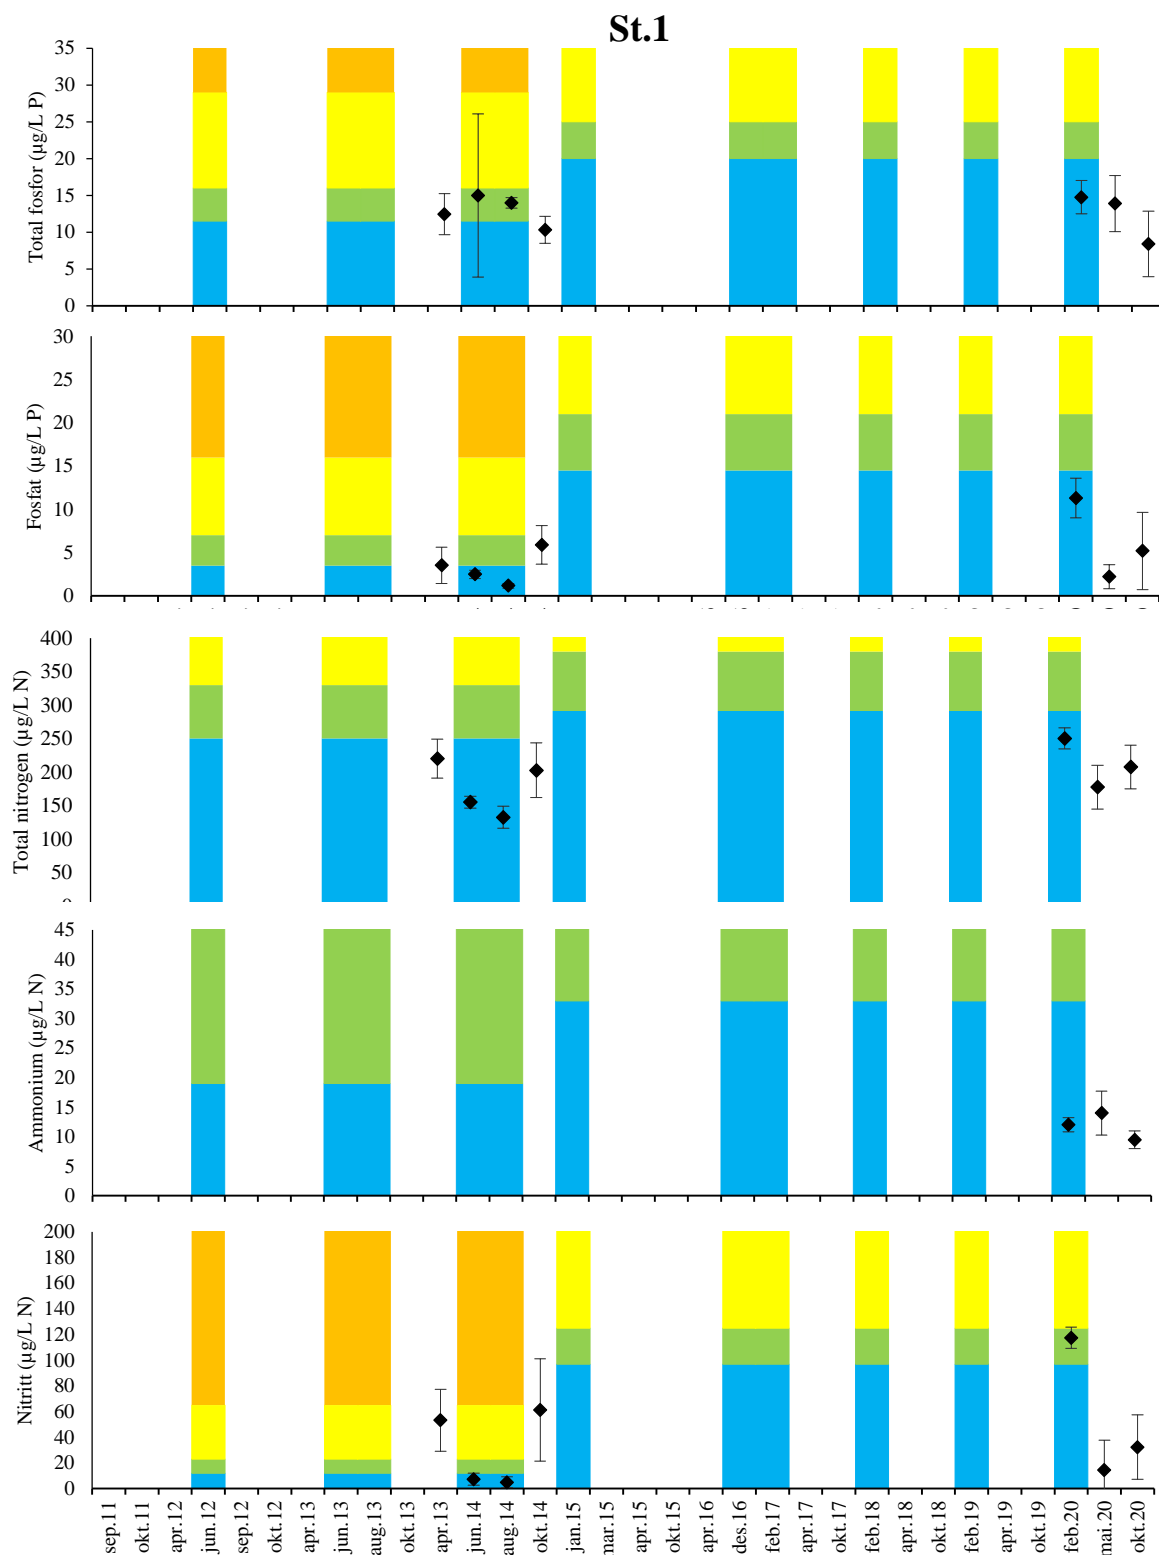 St.1
Total fosfor (µg/L P)
35
30
25
20
15
10
5
0
Fosfat (µg/L P)
30
25
20
15
10
5
0
Total nitrogen (µg/L N)
400
350
300
250
200
150
100
50
Ammonium (µg/L N)
45
40
35
30
25
20
15
10
5
0
Nitritt (µg/L N)
200
180
160
140
120
100
80
60
40
20
0
sep.11
okt.11
apr.12
jun.12
sep.12
okt.12
apr.13
jun.13
aug.13
okt.13
apr.13
jun.14
aug.14
okt.14
jan.15
mar.15
apr.15
okt.15
apr.16
des.16
feb.17
apr.17
okt.17
feb.18
apr.18
okt.18
feb.19
apr.19
okt.19
feb.20
mai.20
okt.20